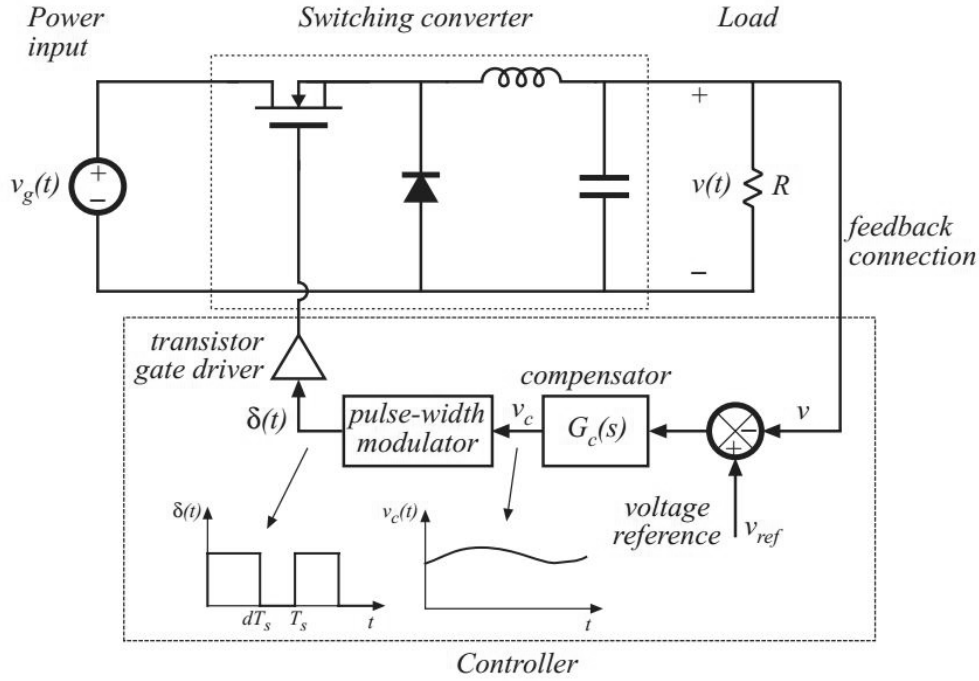 Power
input
Switching converter
Load
+
v_g(t)
+
–
v(t)
R
–
feedback
connection
transistor
gate driver
compensator
δ(t)
pulse-width
modulator
v_c
G_c(s)
–
+
v
voltage
reference
v_ref
δ(t)
dT_s
T_s
t
v_c(t)
t
Controller